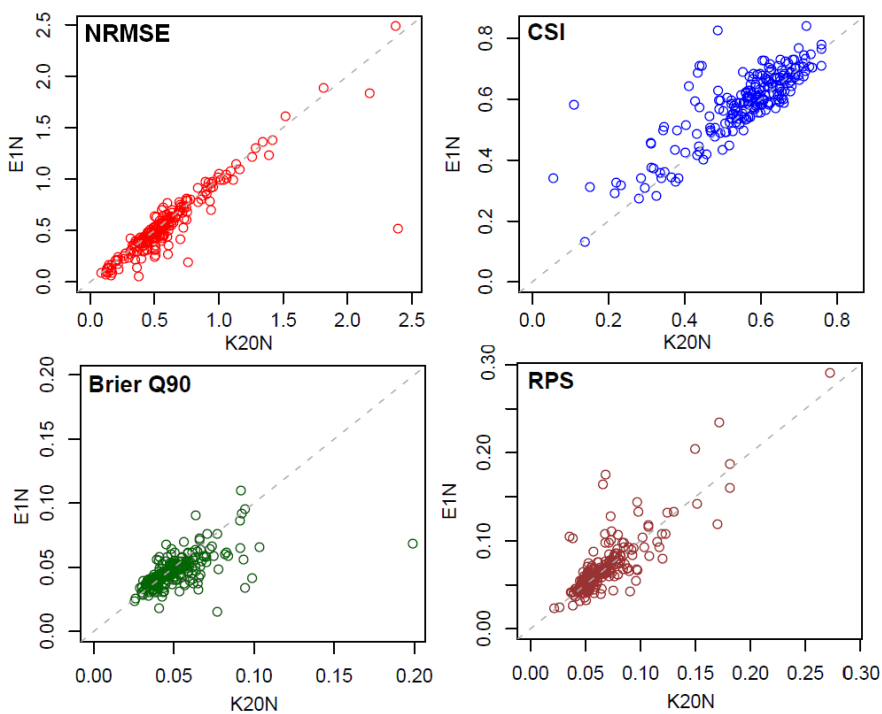 NRMSE
E1N
0.0 0.5 1.0 1.5 2.0 2.5
0.0 0.5 1.0 1.5 2.0 2.5
K20N
CSI
E1N
0.0 0.2 0.4 0.6 0.8
0.0 0.2 0.4 0.6 0.8
K20N
Brier Q90
E1N
0.00 0.05 0.10 0.15 0.20
0.00 0.05 0.10 0.15 0.20
K20N
RPS
E1N
0.00 0.10 0.20 0.30
0.00 0.05 0.10 0.15 0.20 0.25 0.30
K20N